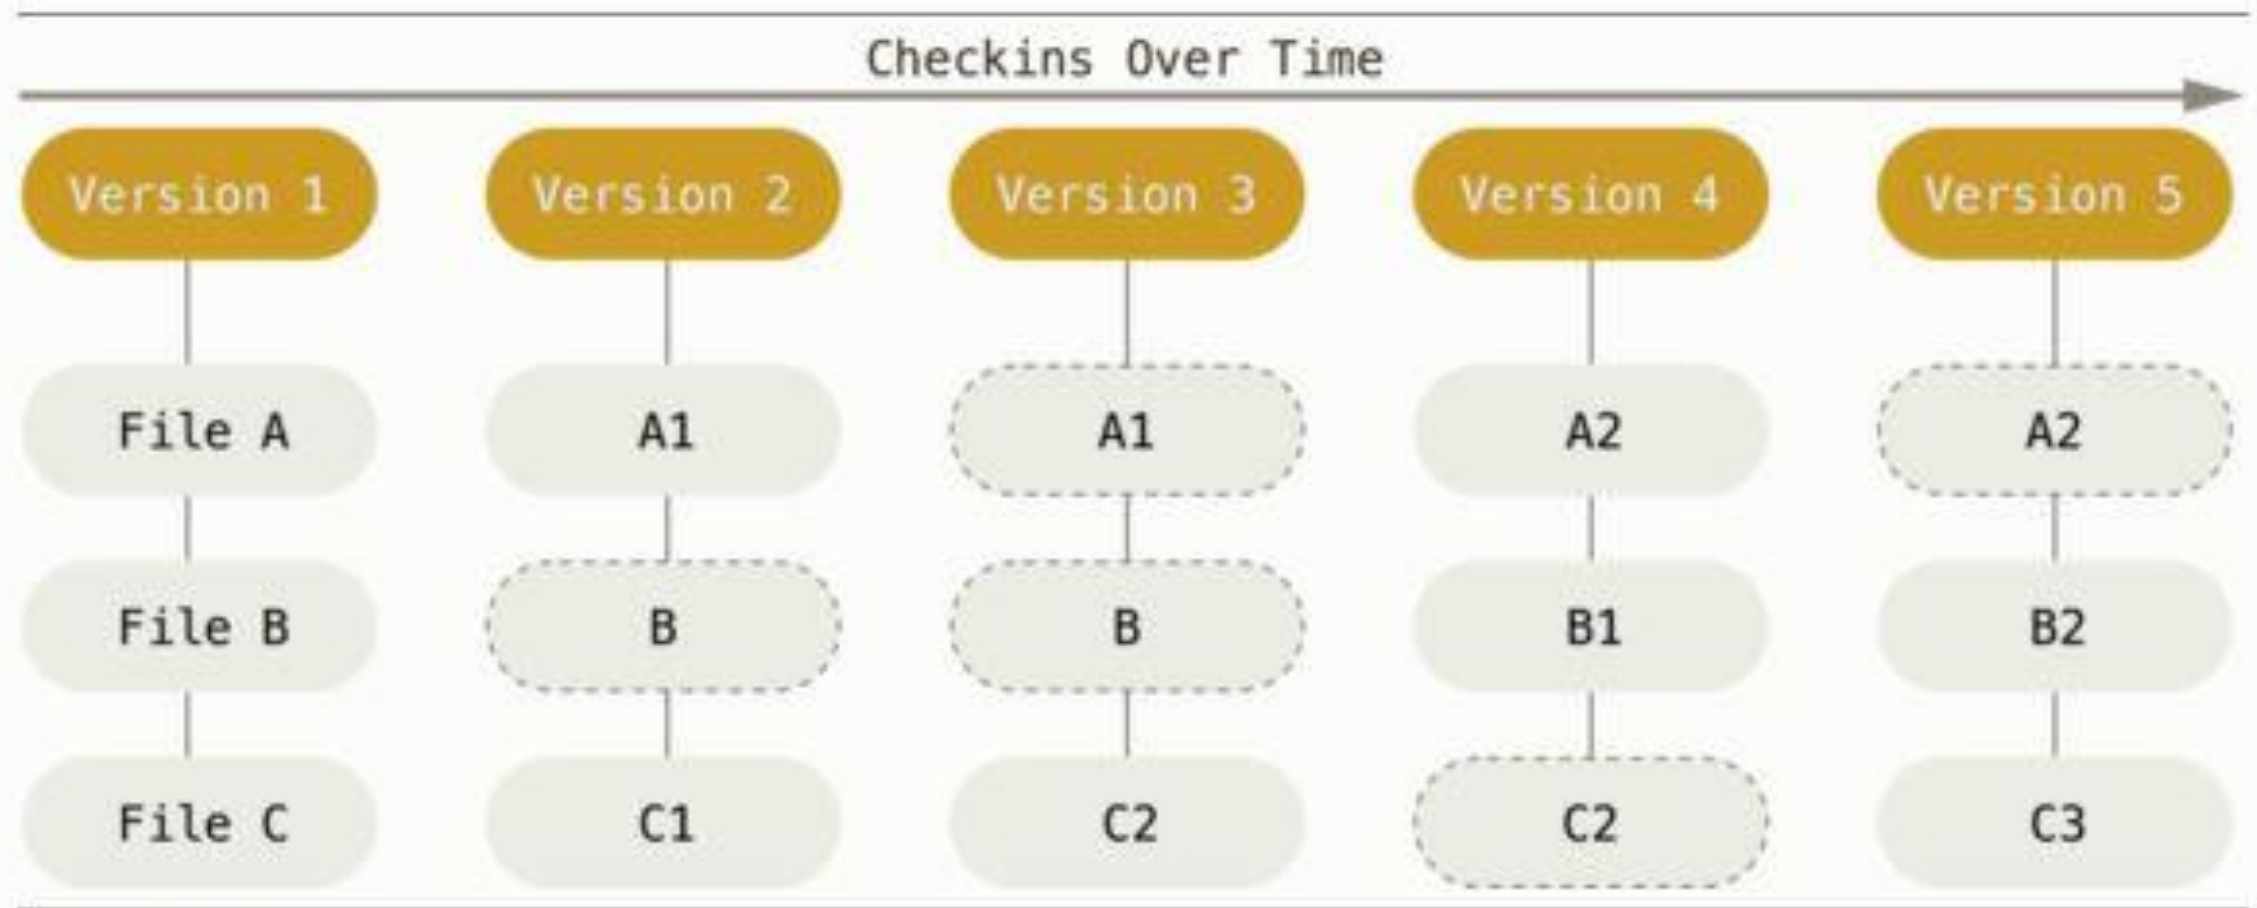 Checkins Over Time
Version 1 Version 2 Version 3 Version 4 Version 5
File A A1 A1 A2 A2
File B B B B1 B2
File C C1 C2 C2 C3